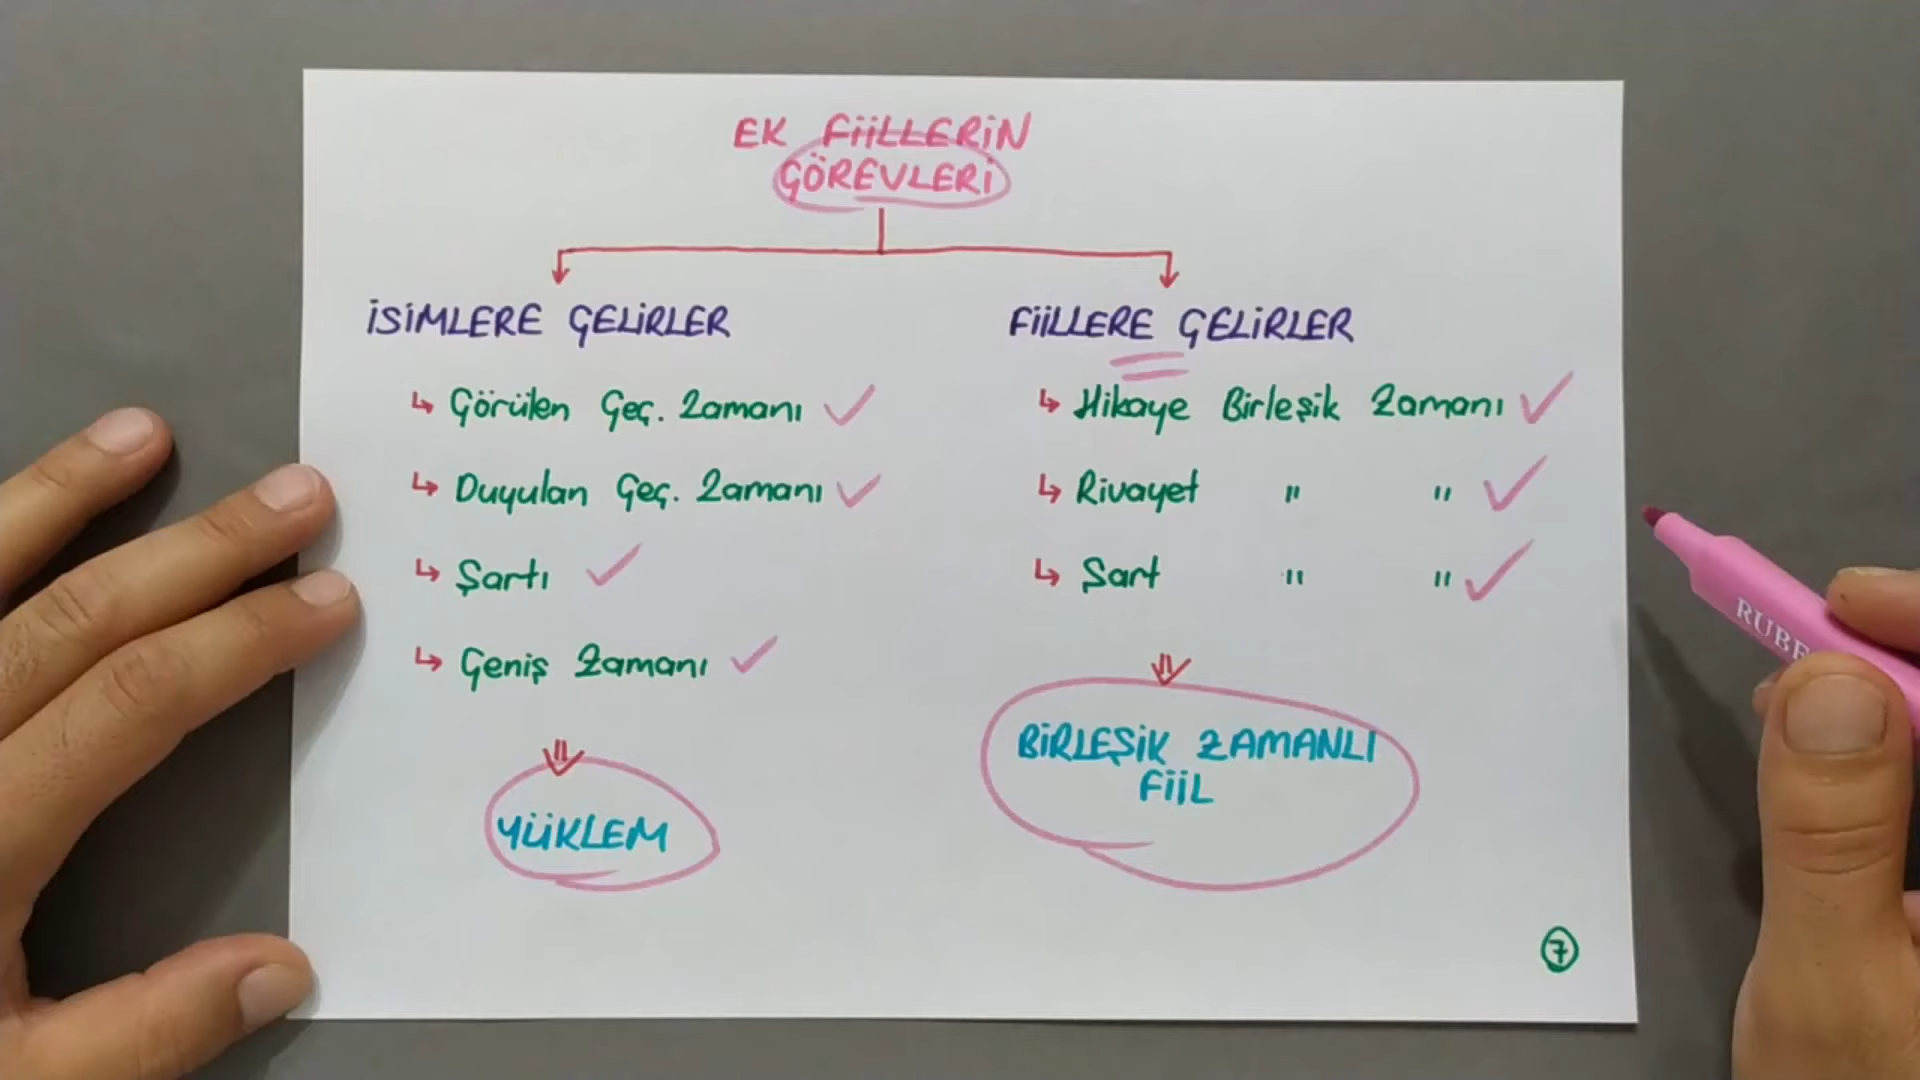 EK FİİLLERİN
GÖREVLERİ
İSİMLERE GELİRLER
↳ Görülen Geç. Zamanı ✓
↳ Duyulan Geç. Zamanı ✓
↳ Şartı ✓
↳ Geniş Zamanı ✓
YÜKLEM
FİİLLERE GELİRLER
↳ Hikaye Birleşik Zamanı ✓
↳ Rivayet " " ✓
↳ Şart " " ✓
BİRLEŞİK ZAMANLI
FİİL
7